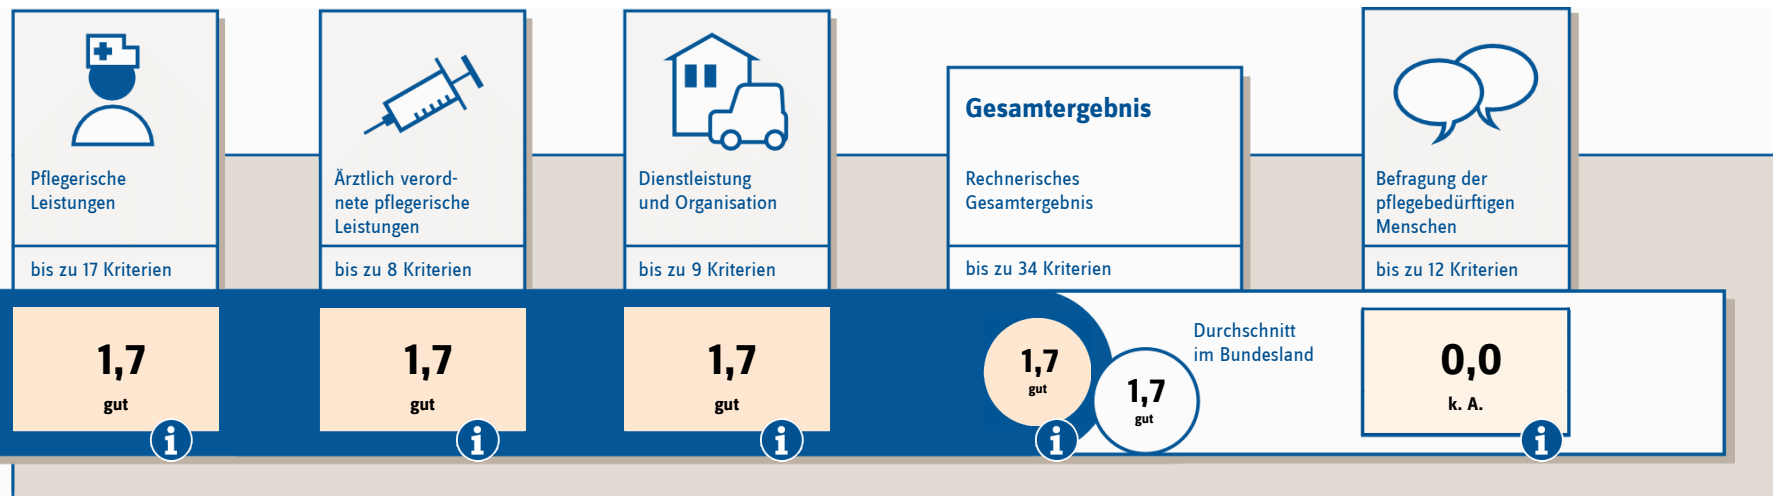 Pflegerische
Leistungen
bis zu 17 Kriterien
1,7
gut
i
Ärztlich verord-
nete pflegerische
Leistungen
bis zu 8 Kriterien
1,7
gut
i
Dienstleistung
und Organisation
bis zu 9 Kriterien
1,7
gut
i
Gesamtergebnis
Rechnerisches
Gesamtergebnis
bis zu 34 Kriterien
1,7
gut
i
Durchschnitt
im Bundesland
1,7
gut
Befragung der
pflegebedürftigen
Menschen
bis zu 12 Kriterien
0,0
k. A.
i